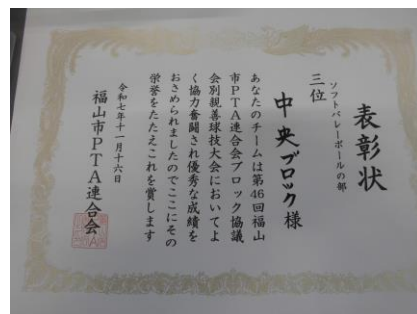 表彰状
ソフトバレーボールの部
三位
中央ブロック様
あなたのチームは第46回福山
市PTA連合会ブロック協議
会別親善球技大会においてよ
く協力奮闘され優秀な成績を
おさめられましたのでここにその
栄誉をたたえこれを賞します
令和七年十一月十六日
福山市PTA連合会